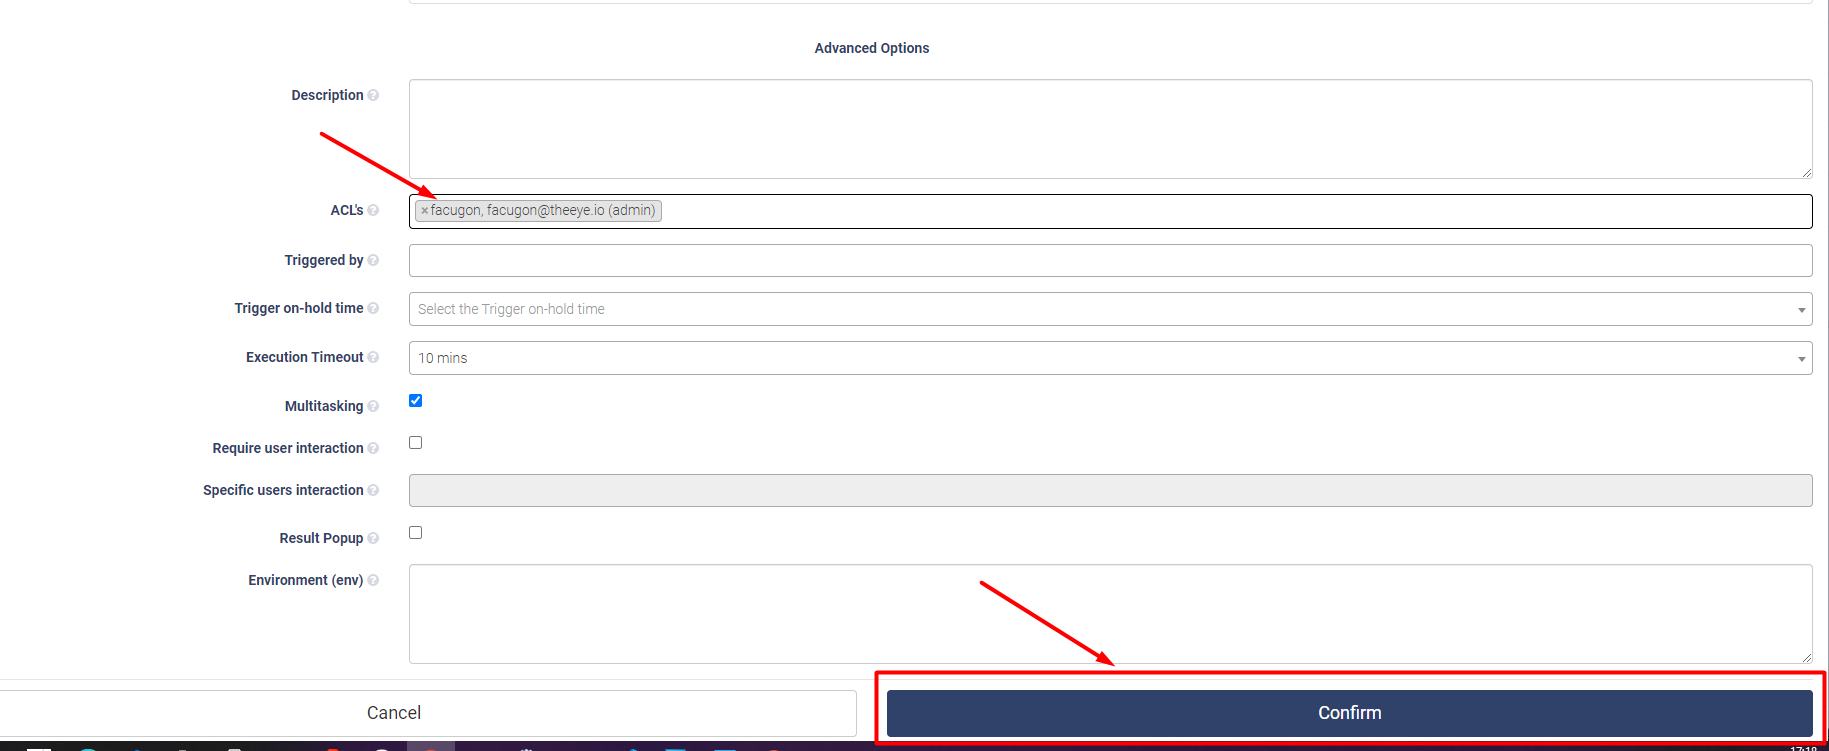 Advanced Options
Description ?
ACL's ?
×facugon, facugon@theeye.io (admin)
Triggered by ?
Trigger on-hold time ?
Select the Trigger on-hold time
Execution Timeout ?
10 mins
Multitasking ?
Require user interaction ?
Specific users interaction ?
Result Popup ?
Environment (env) ?
Cancel
Confirm